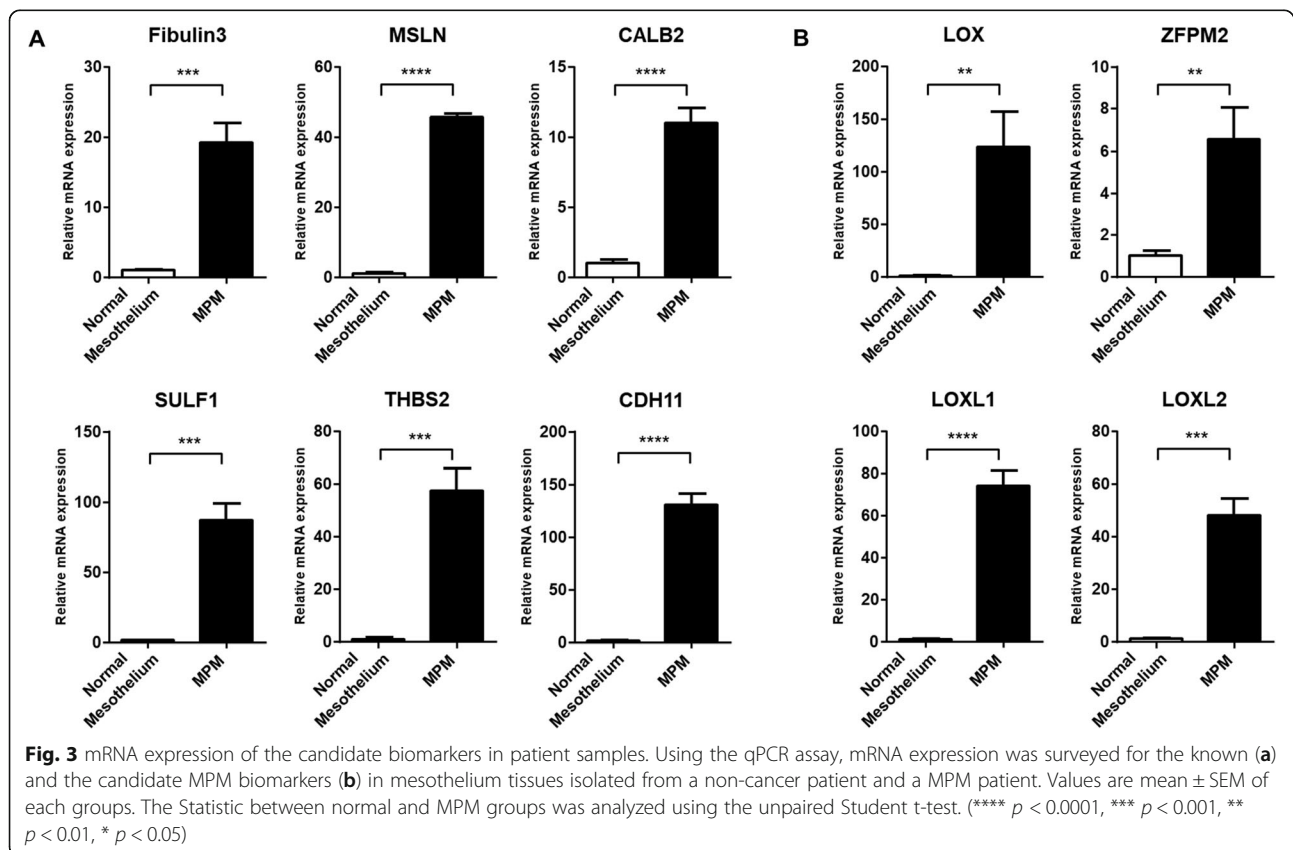 A
B
Fibulin3
MSLN
CALB2
LOX
ZFPM2
Relative mRNA expression
30
20
10
0
***
Normal
Mesothelium
MPM
Relative mRNA expression
60
40
20
0
****
Normal
Mesothelium
MPM
Relative mRNA expression
15
10
5
0
****
Normal
Mesothelium
MPM
Relative mRNA expression
200
150
100
50
0
**
Normal
Mesothelium
MPM
Relative mRNA expression
10
8
6
4
2
0
**
Normal
Mesothelium
MPM
SULF1
THBS2
CDH11
LOXL1
LOXL2
Relative mRNA expression
150
100
50
0
***
Normal
Mesothelium
MPM
Relative mRNA expression
80
60
40
20
0
***
Normal
Mesothelium
MPM
Relative mRNA expression
200
150
100
50
0
****
Normal
Mesothelium
MPM
Relative mRNA expression
100
80
60
40
20
0
****
Normal
Mesothelium
MPM
Relative mRNA expression
80
60
40
20
0
***
Normal
Mesothelium
MPM
Fig. 3 mRNA expression of the candidate biomarkers in patient samples. Using the qPCR assay, mRNA expression was surveyed for the known (a)
and the candidate MPM biomarkers (b) in mesothelium tissues isolated from a non-cancer patient and a MPM patient. Values are mean ± SEM of
each groups. The Statistic between normal and MPM groups was analyzed using the unpaired Student t-test. (**** p < 0.0001, *** p < 0.001, **
p < 0.01, * p < 0.05)